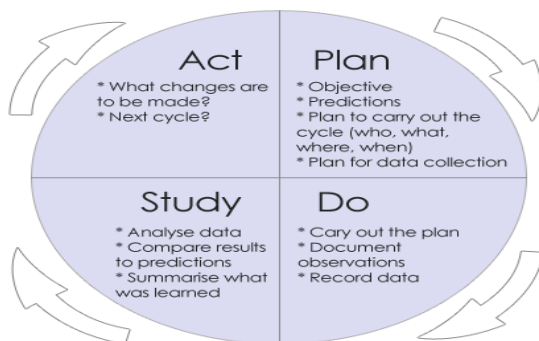 Act
* What changes are
to be made?
* Next cycle?
Plan
* Objective
* Predictions
* Plan to carry out the
cycle (who, what,
where, when)
* Plan for data collection
Study
* Analyse data
* Compare results
to predictions
* Summarise what
was learned
Do
* Cary out the plan
* Document
observations
* Record data